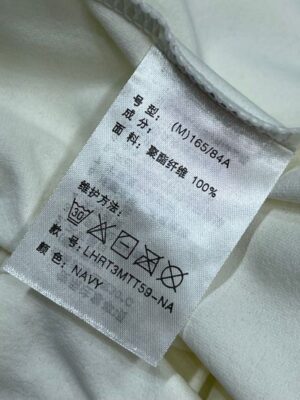 号型：(M)165/84A
成分：
面料：聚酯纤维 100%
维护方法：
30
款号：LHRT3MTT59-NA
颜色：NAVY